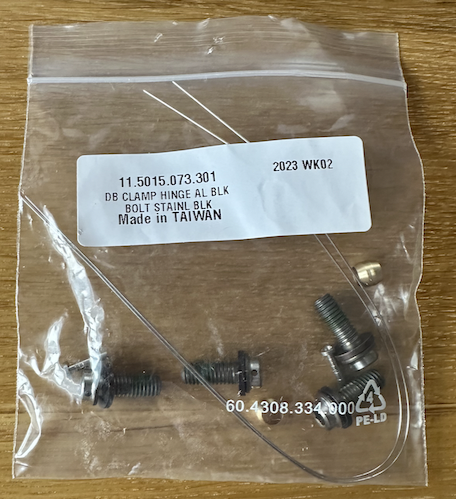 11.5015.073.301
2023 WK02
DB CLAMP HINGE AL BLK
BOLT STAINL BLK
Made in TAIWAN
60.4308.334.000
4
PE-LD